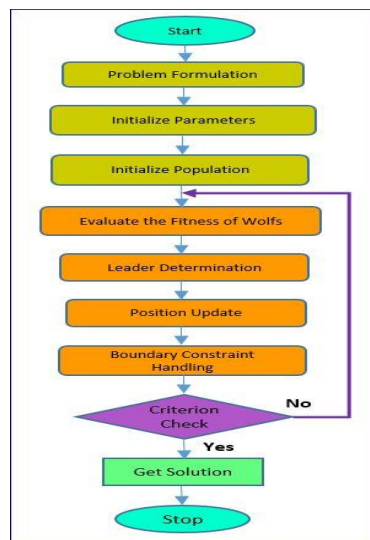 Start
Problem Formulation
Initialize Parameters
Initialize Population
Evaluate the Fitness of Wolfs
Leader Determination
Position Update
Boundary Constraint
Handling
Criterion
Check
No
Yes
Get Solution
Stop